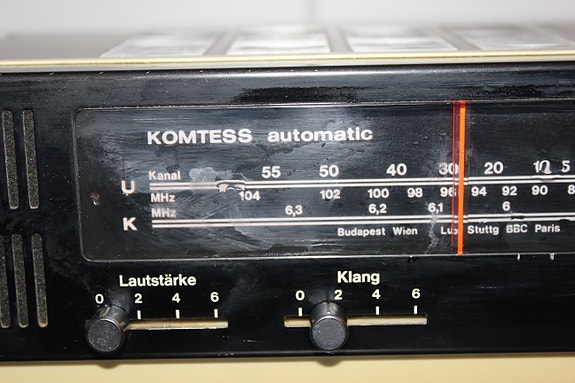 KOMTESS automatic
Kanal 55 50 40 30 20 10 5
U
MHz 104 102 100 98 96 94 92 90 8
MHz 6,3 6,2 6,1 6
K
Budapest Wien Lux Stuttg BBC Paris
Lautstärke Klang
0 2 4 6 0 2 4 6